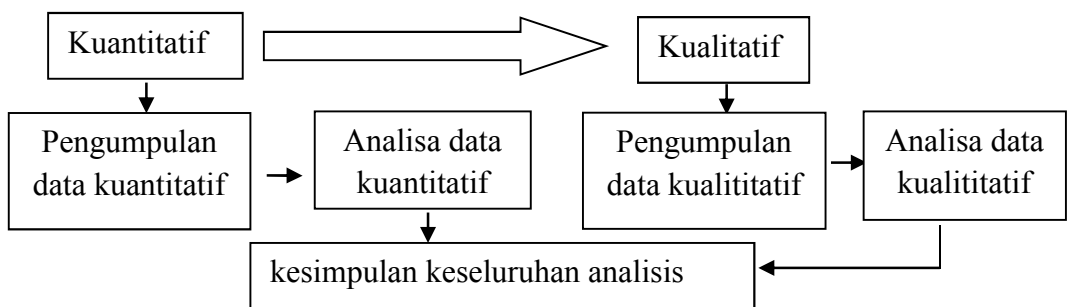 Kuantitatif
Kualitatif
Pengumpulan
data kuantitatif
Analisa data
kuantitatif
Pengumpulan
data kualititatif
Analisa data
kualititatif
kesimpulan keseluruhan analisis